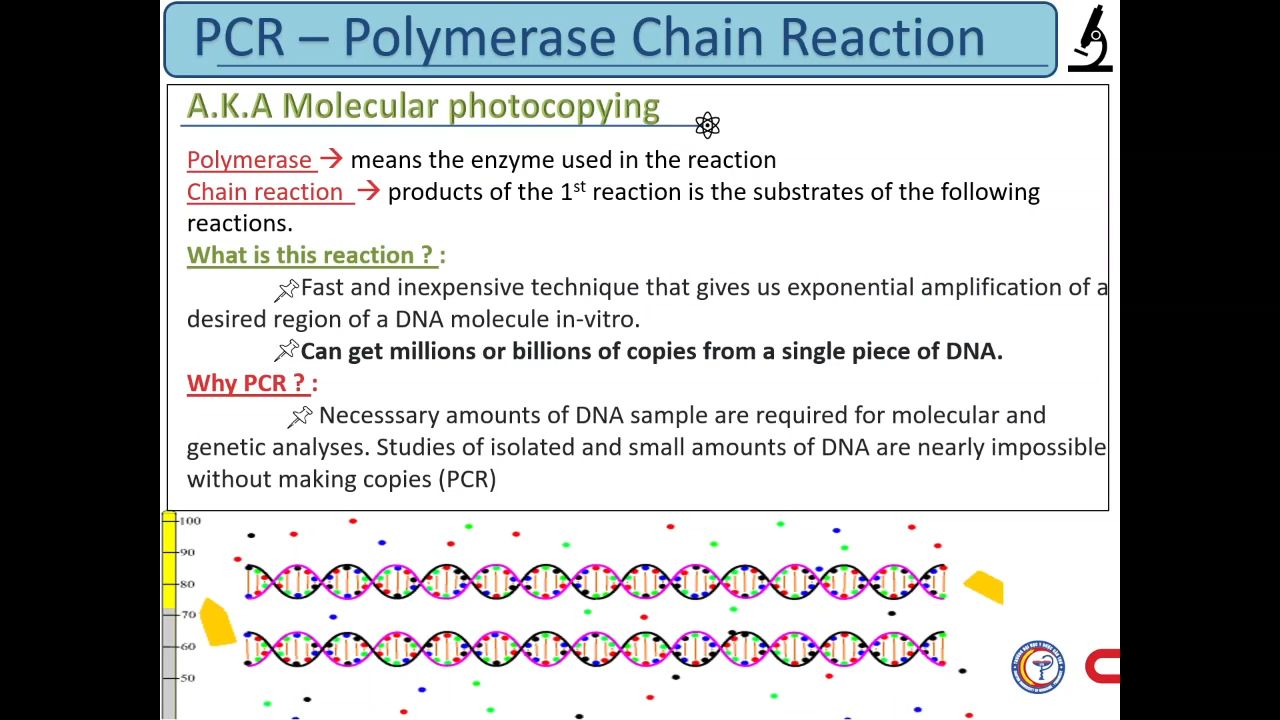 PCR – Polymerase Chain Reaction
A.K.A Molecular photocopying
Polymerase → means the enzyme used in the reaction
Chain reaction → products of the 1st reaction is the substrates of the following
reactions.
What is this reaction ? :
Fast and inexpensive technique that gives us exponential amplification of a
desired region of a DNA molecule in-vitro.
Can get millions or billions of copies from a single piece of DNA.
Why PCR ? :
Necesssary amounts of DNA sample are required for molecular and
genetic analyses. Studies of isolated and small amounts of DNA are nearly impossible
without making copies (PCR)
100
90
80
70
60
50